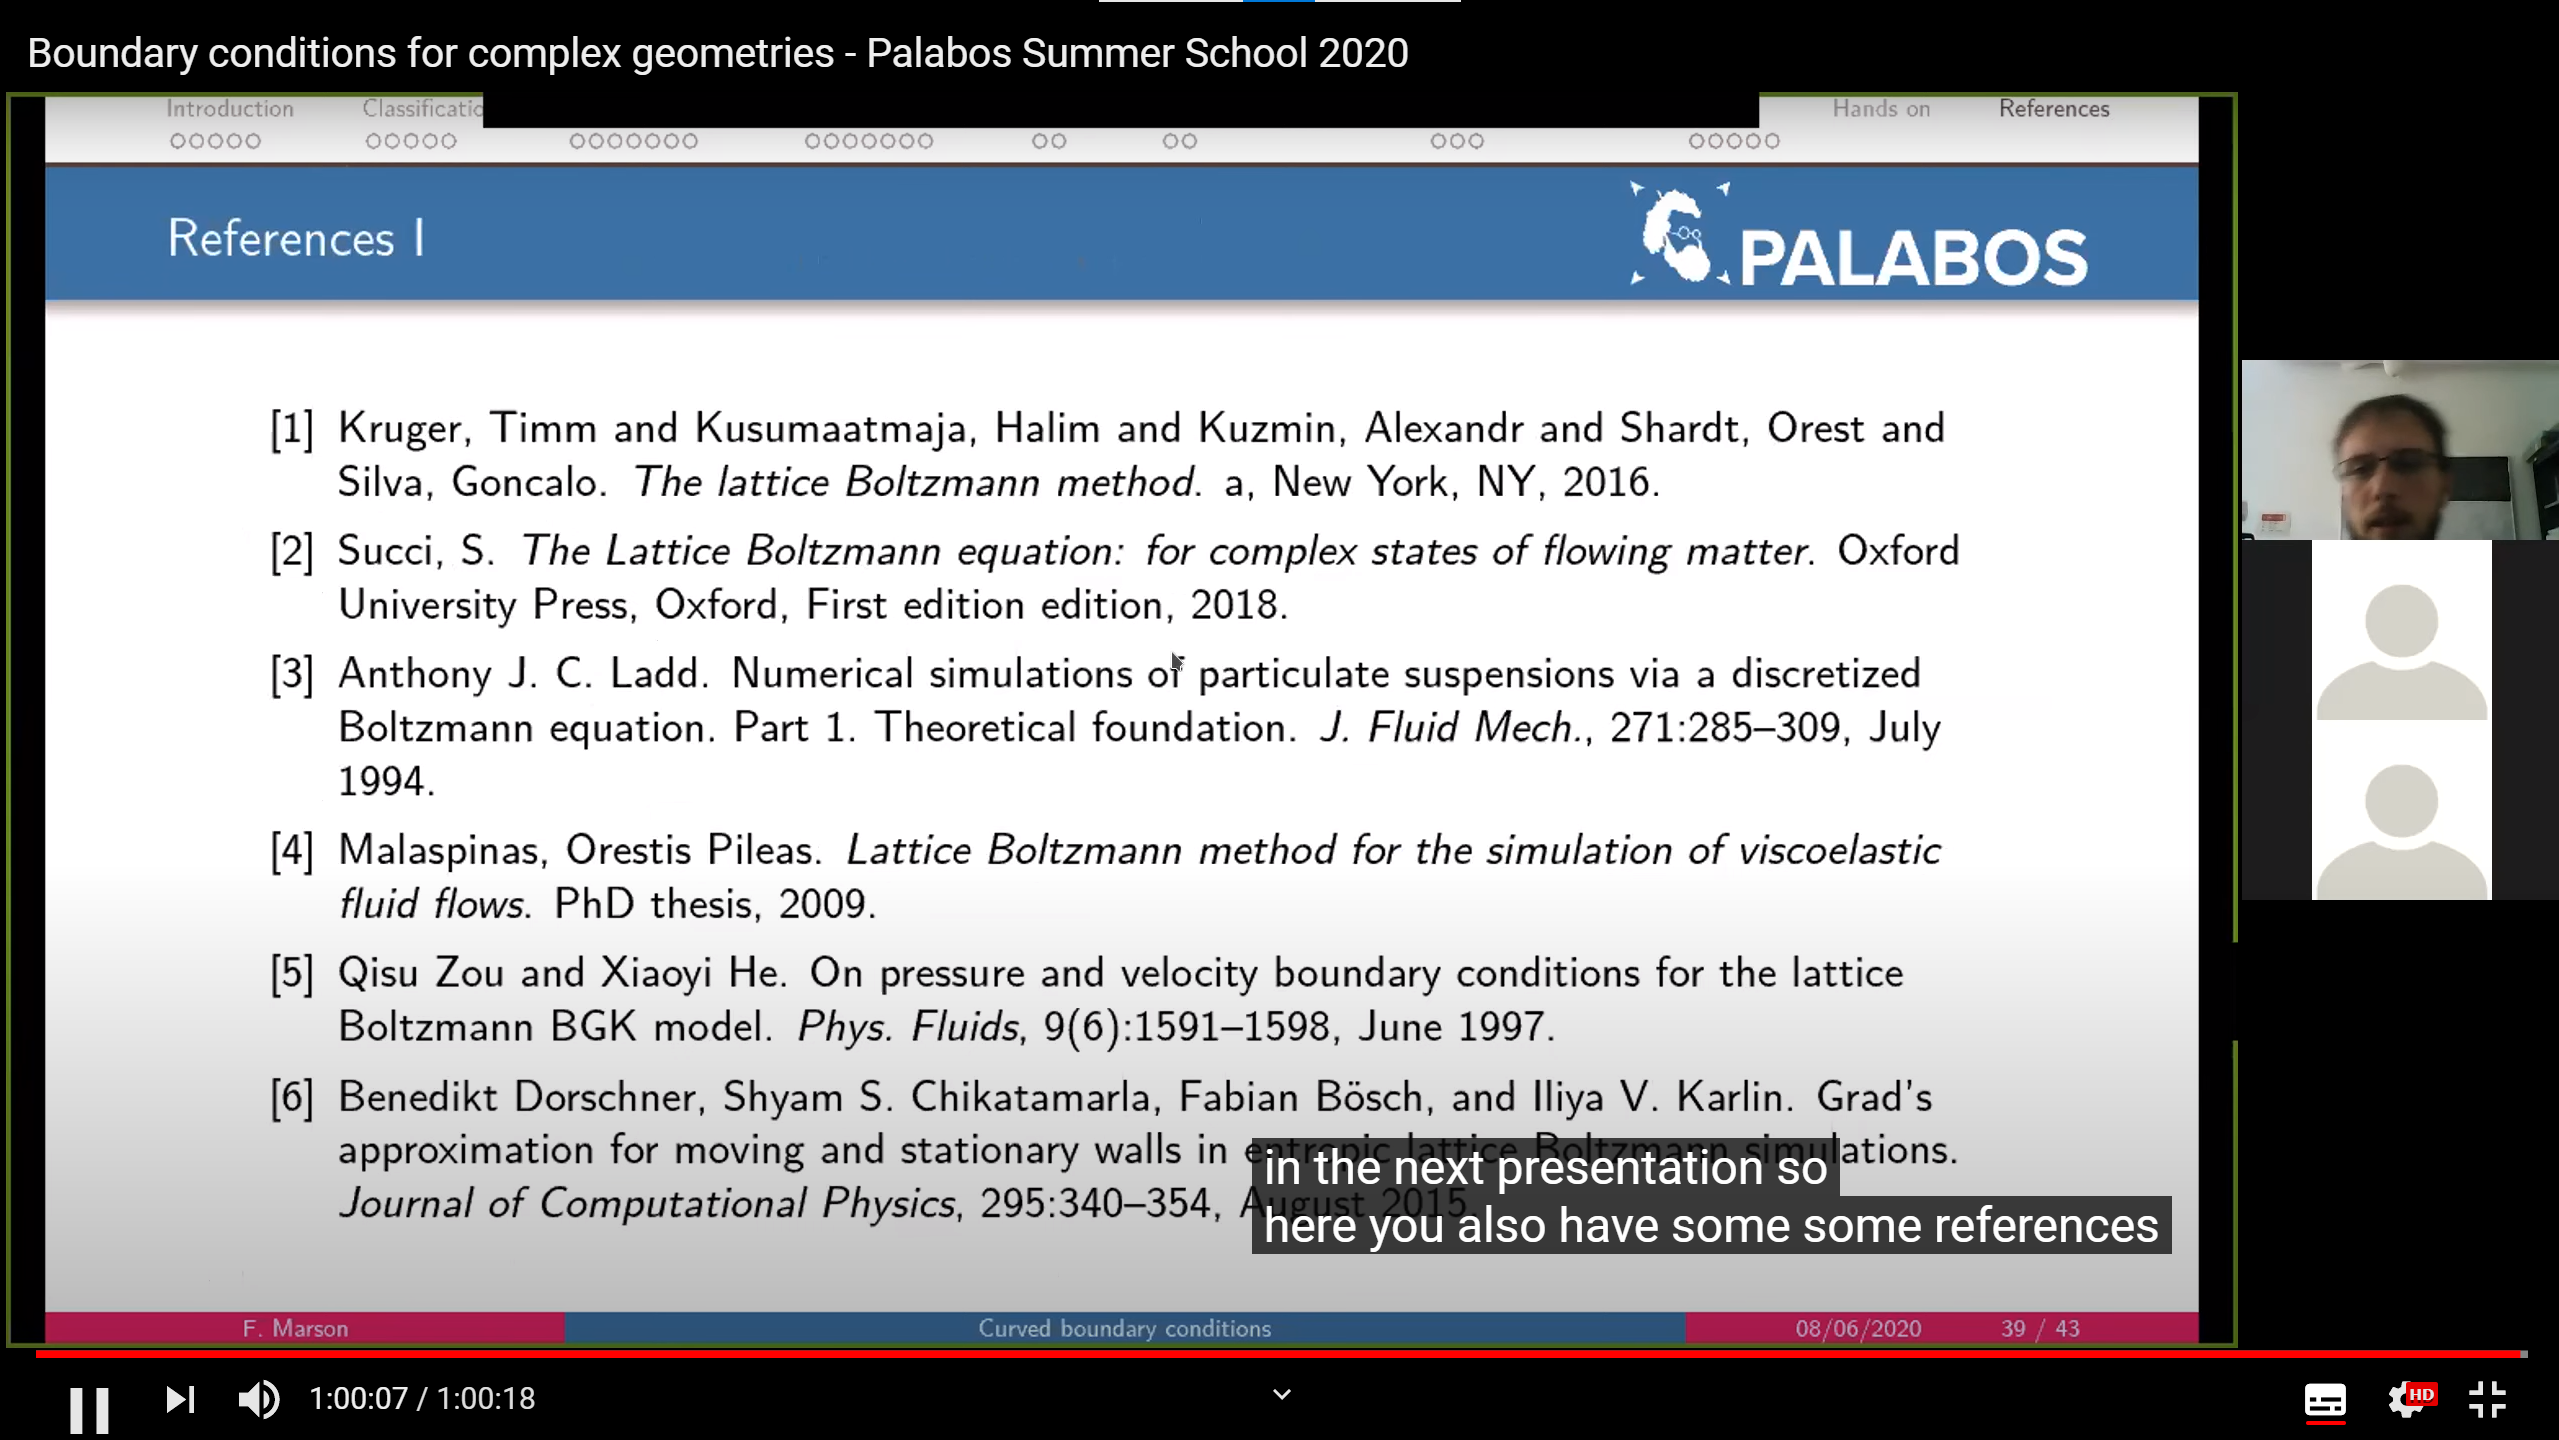 Boundary conditions for complex geometries - Palabos Summer School 2020
Introduction Hands on References
References I
PALABOS
[1] Kruger, Timm and Kusumaatmaja, Halim and Kuzmin, Alexandr and Shardt, Orest and
Silva, Goncalo. The lattice Boltzmann method. a, New York, NY, 2016.
[2] Succi, S. The Lattice Boltzmann equation: for complex states of flowing matter. Oxford
University Press, Oxford, First edition edition, 2018.
[3] Anthony J. C. Ladd. Numerical simulations of particulate suspensions via a discretized
Boltzmann equation. Part 1. Theoretical foundation. J. Fluid Mech., 271:285–309, July
1994.
[4] Malaspinas, Orestis Pileas. Lattice Boltzmann method for the simulation of viscoelastic
fluid flows. PhD thesis, 2009.
[5] Qisu Zou and Xiaoyi He. On pressure and velocity boundary conditions for the lattice
Boltzmann BGK model. Phys. Fluids, 9(6):1591–1598, June 1997.
[6] Benedikt Dorschner, Shyam S. Chikatamarla, Fabian Bösch, and Iliya V. Karlin. Grad's
approximation for moving and stationary walls in entropic lattice Boltzmann simulations.
Journal of Computational Physics, 295:340–354, August 2015.
in the next presentation so
here you also have some some references
F. Marson Curved boundary conditions 08/06/2020 39 / 43
1:00:07 / 1:00:18
HD